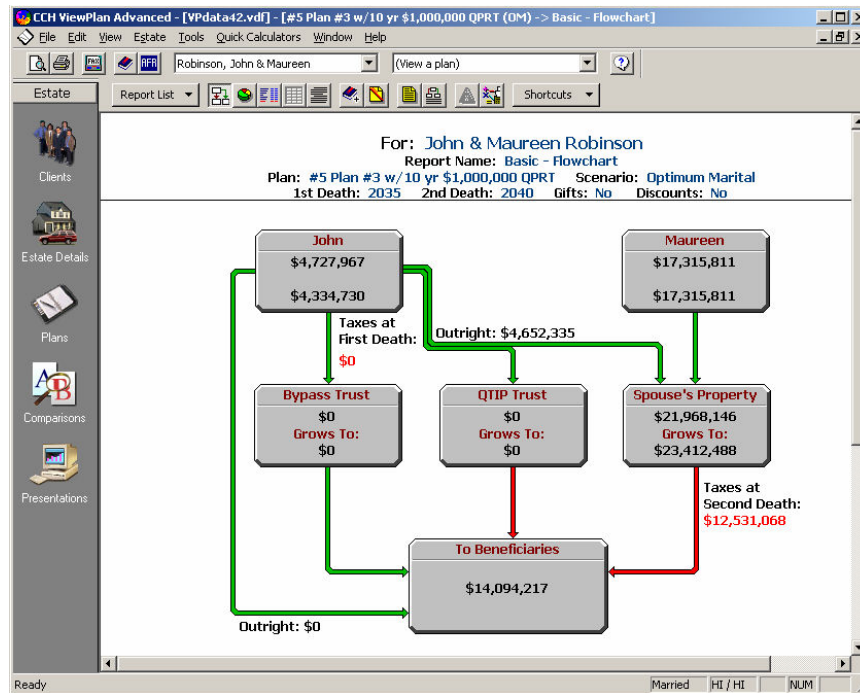 CCH ViewPlan Advanced - [VPdata42.vdf] - [#5 Plan #3 w/10 yr $1,000,000 QPRT (OM) -> Basic - Flowchart]
File Edit View Estate Tools Quick Calculators Window Help
AFR Robinson, John & Maureen (View a plan)
Estate Report List Shortcuts
For: John & Maureen Robinson
Report Name: Basic - Flowchart
Plan: #5 Plan #3 w/10 yr $1,000,000 QPRT Scenario: Optimum Marital
1st Death: 2035 2nd Death: 2040 Gifts: No Discounts: No
Clients
Estate Details
Plans
Comparisons
Presentations
John
$4,727,967
$4,334,730
Maureen
$17,315,811
$17,315,811
Taxes at
First Death:
$0
Outright: $4,652,335
Bypass Trust
$0
Grows To:
$0
QTIP Trust
$0
Grows To:
$0
Spouse's Property
$21,968,146
Grows To:
$23,412,488
Taxes at
Second Death:
$12,531,068
To Beneficiaries
$14,094,217
Outright: $0
Ready Married HI / HI NUM